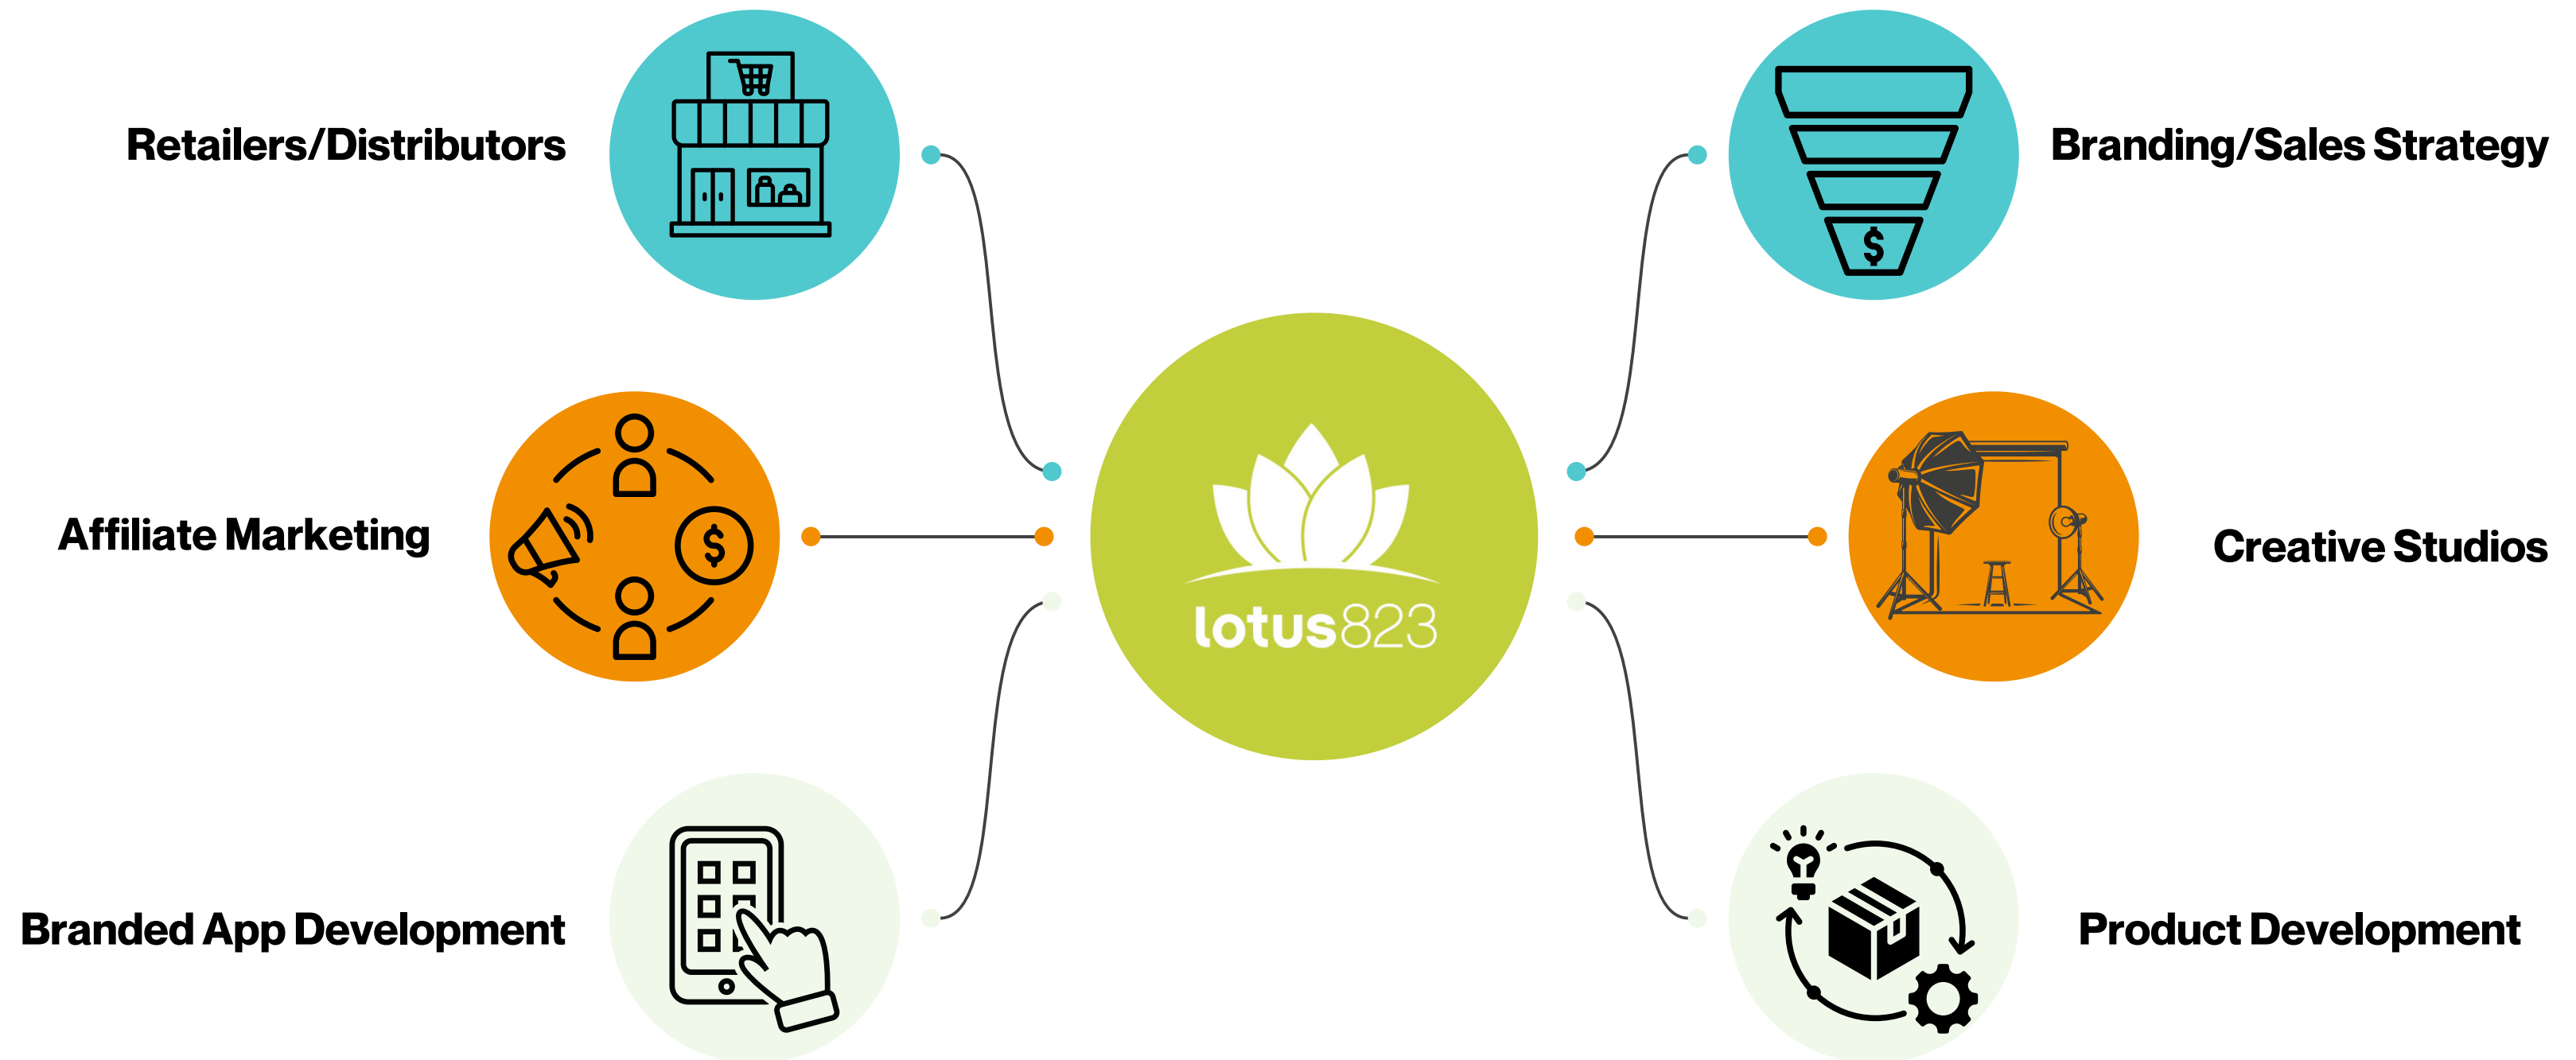 Retailers/Distributors
Branding/Sales Strategy
$
Affiliate Marketing
$
Creative Studios
lotus823
Branded App Development
Product Development